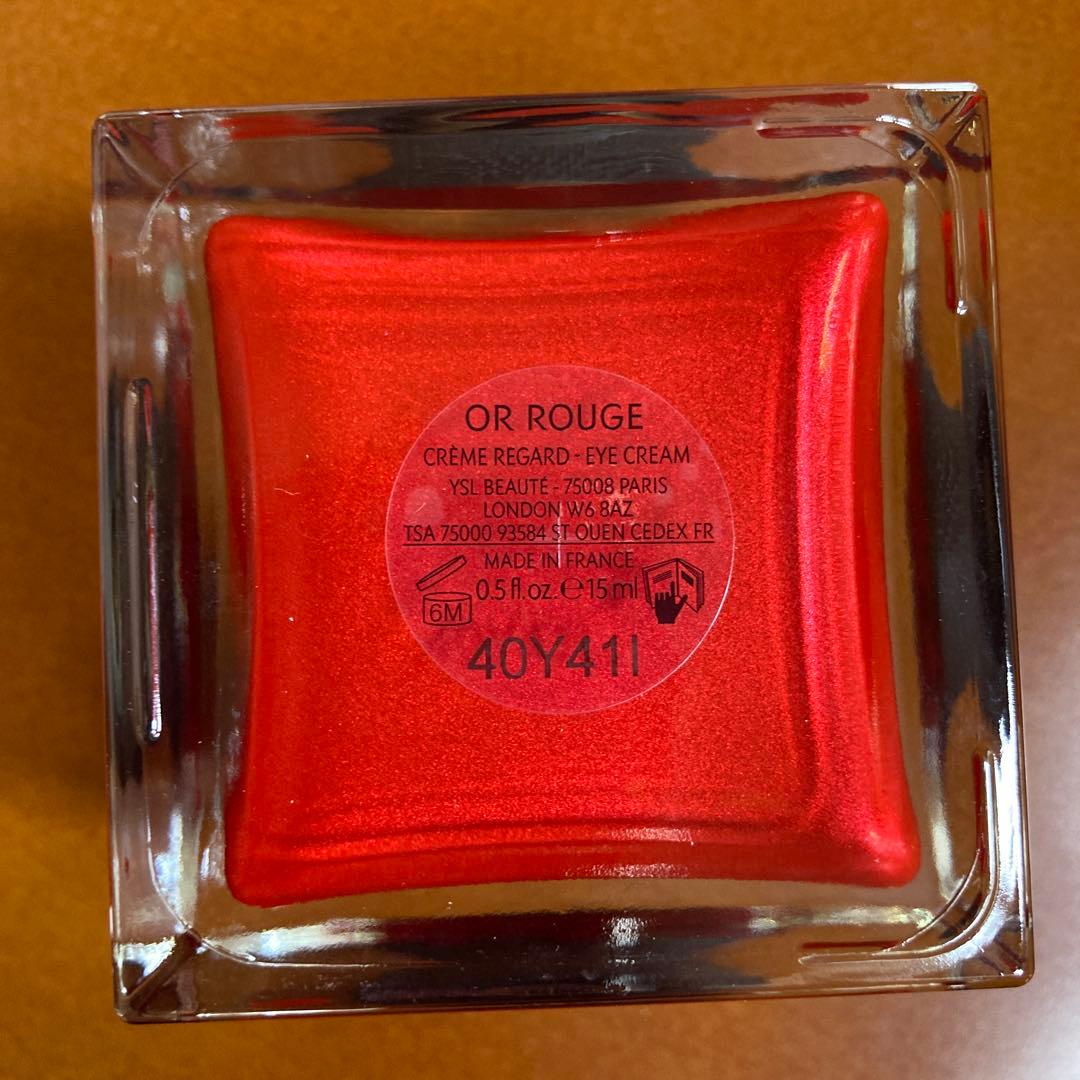 OR ROUGE
CRÈME REGARD - EYE CREAM
YSL BEAUTÉ - 75008 PARIS
LONDON W6 8AZ
TSA 75000 93584 ST OUEN CEDEX FR
MADE IN FRANCE
6M 0.5 fl. oz. ℮ 15 ml
40Y41I